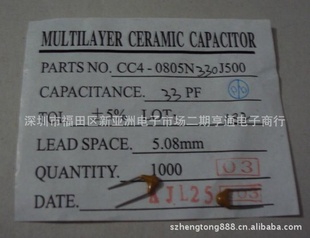 MULTILAYER CERAMIC CAPACITOR
PARTS NO. CC4-0805N330J500
CAPACITANCE: 33 PF
TOL ±5% LOT
深圳市福田区新亚洲电子市场二期亨通电子商行
LEAD SPACE: 5.08mm
QUANTITY: 1000 03
DATE:
szhengtong888@888.com